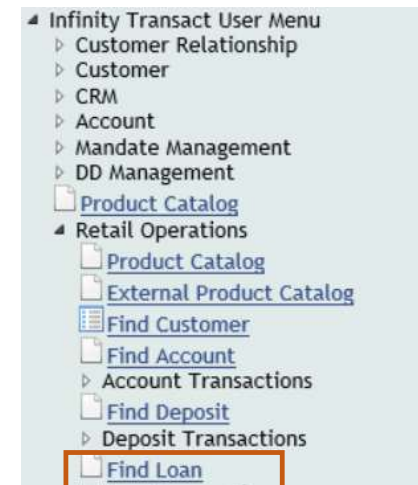 Infinity Transact User Menu
Customer Relationship
Customer
CRM
Account
Mandate Management
DD Management
Product Catalog
Retail Operations
Product Catalog
External Product Catalog
Find Customer
Find Account
Account Transactions
Find Deposit
Deposit Transactions
Find Loan